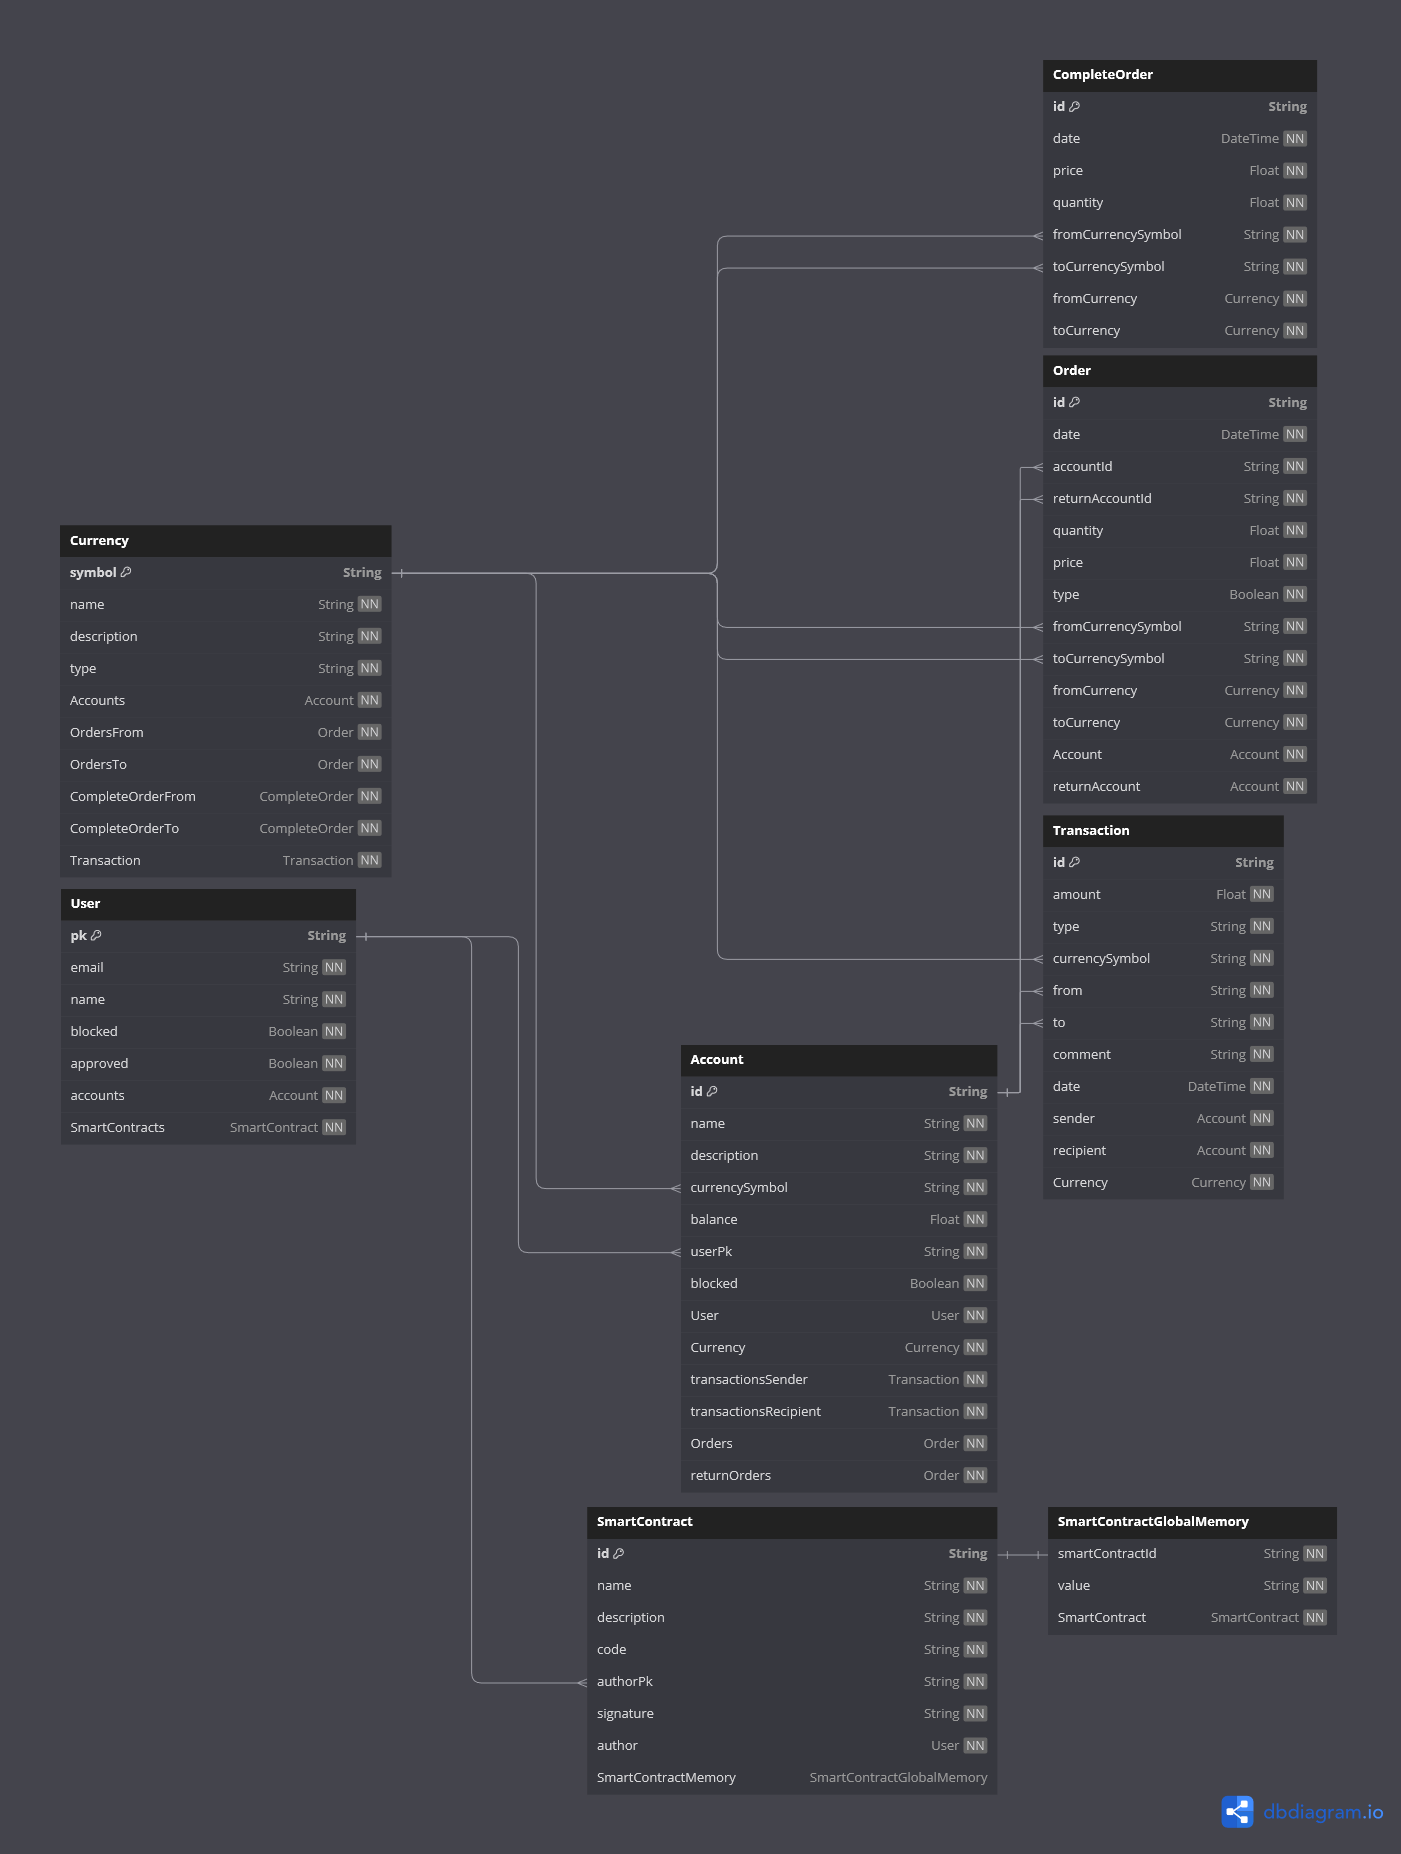 CompleteOrder
id String
date DateTime NN
price Float NN
quantity Float NN
fromCurrencySymbol String NN
toCurrencySymbol String NN
fromCurrency Currency NN
toCurrency Currency NN
Order
id String
date DateTime NN
accountId String NN
returnAccountId String NN
quantity Float NN
price Float NN
type Boolean NN
fromCurrencySymbol String NN
toCurrencySymbol String NN
fromCurrency Currency NN
toCurrency Currency NN
Account Account NN
returnAccount Account NN
Currency
symbol String
name String NN
description String NN
type String NN
Accounts Account NN
OrdersFrom Order NN
OrdersTo Order NN
CompleteOrderFrom CompleteOrder NN
CompleteOrderTo CompleteOrder NN
Transaction Transaction NN
User
pk String
email String NN
name String NN
blocked Boolean NN
approved Boolean NN
accounts Account NN
SmartContracts SmartContract NN
Transaction
id String
amount Float NN
type String NN
currencySymbol String NN
from String NN
to String NN
comment String NN
date DateTime NN
sender Account NN
recipient Account NN
Currency Currency NN
Account
id String
name String NN
description String NN
currencySymbol String NN
balance Float NN
userPk String NN
blocked Boolean NN
User User NN
Currency Currency NN
transactionsSender Transaction NN
transactionsRecipient Transaction NN
Orders Order NN
returnOrders Order NN
SmartContract
id String
name String NN
description String NN
code String NN
authorPk String NN
signature String NN
author User NN
SmartContractMemory SmartContractGlobalMemory
SmartContractGlobalMemory
smartContractId String NN
value String NN
SmartContract SmartContract NN
dbdiagram.io